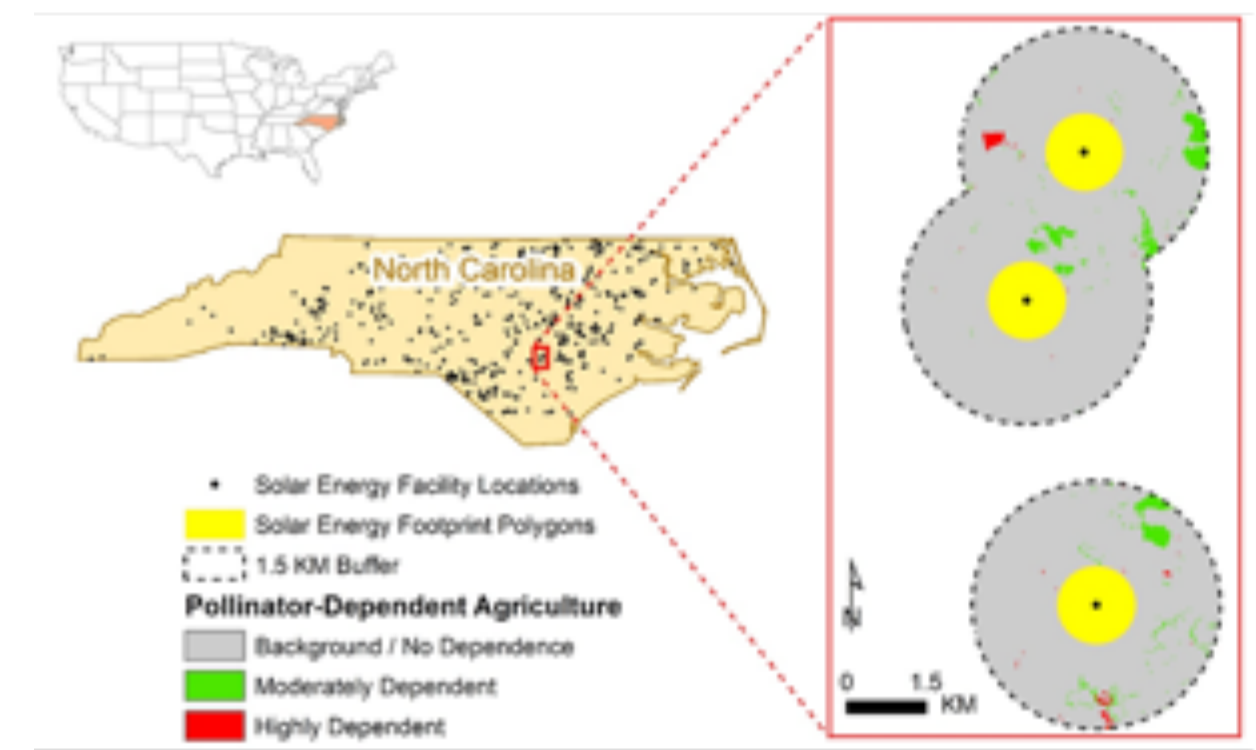 North Carolina
Solar Energy Facility Locations
Solar Energy Footprint Polygons
1.5 KM Buffer
Pollinator-Dependent Agriculture
Background / No Dependence
Moderately Dependent
Highly Dependent
N
0 1.5
KM